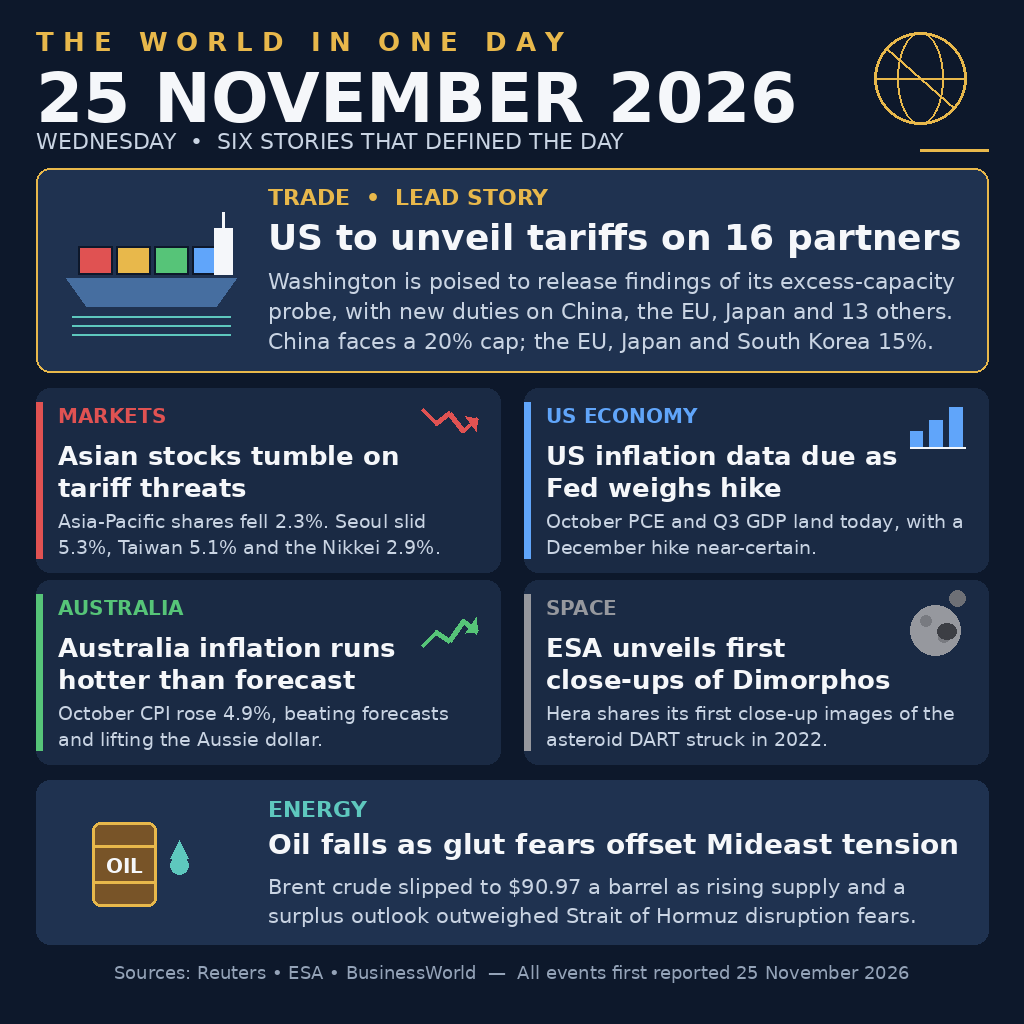 THE WORLD IN ONE DAY
25 NOVEMBER 2026
WEDNESDAY • SIX STORIES THAT DEFINED THE DAY
TRADE • LEAD STORY
US to unveil tariffs on 16 partners
Washington is poised to release findings of its excess-capacity
probe, with new duties on China, the EU, Japan and 13 others.
China faces a 20% cap; the EU, Japan and South Korea 15%.
MARKETS
Asian stocks tumble on
tariff threats
Asia-Pacific shares fell 2.3%. Seoul slid
5.3%, Taiwan 5.1% and the Nikkei 2.9%.
US ECONOMY
US inflation data due as
Fed weighs hike
October PCE and Q3 GDP land today, with a
December hike near-certain.
AUSTRALIA
Australia inflation runs
hotter than forecast
October CPI rose 4.9%, beating forecasts
and lifting the Aussie dollar.
SPACE
ESA unveils first
close-ups of Dimorphos
Hera shares its first close-up images of the
asteroid DART struck in 2022.
OIL
ENERGY
Oil falls as glut fears offset Mideast tension
Brent crude slipped to $90.97 a barrel as rising supply and a
surplus outlook outweighed Strait of Hormuz disruption fears.
Sources: Reuters • ESA • BusinessWorld — All events first reported 25 November 2026